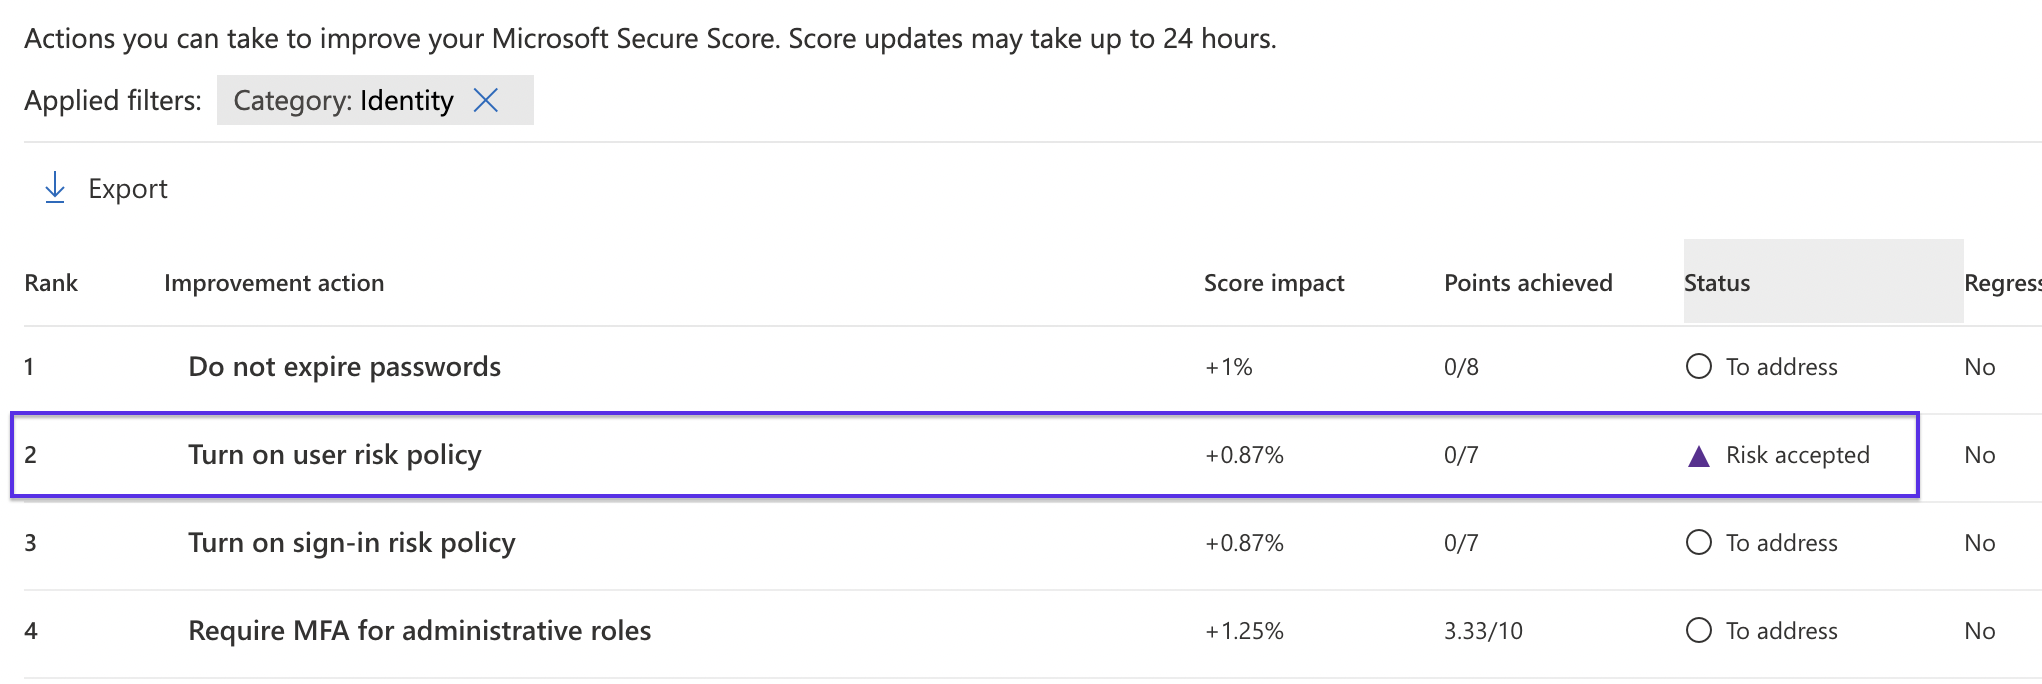 Actions you can take to improve your Microsoft Secure Score. Score updates may take up to 24 hours.
Applied filters: Category: Identity
Export
Rank Improvement action Score impact Points achieved Status Regress
1 Do not expire passwords +1% 0/8 To address No
2 Turn on user risk policy +0.87% 0/7 Risk accepted No
3 Turn on sign-in risk policy +0.87% 0/7 To address No
4 Require MFA for administrative roles +1.25% 3.33/10 To address No